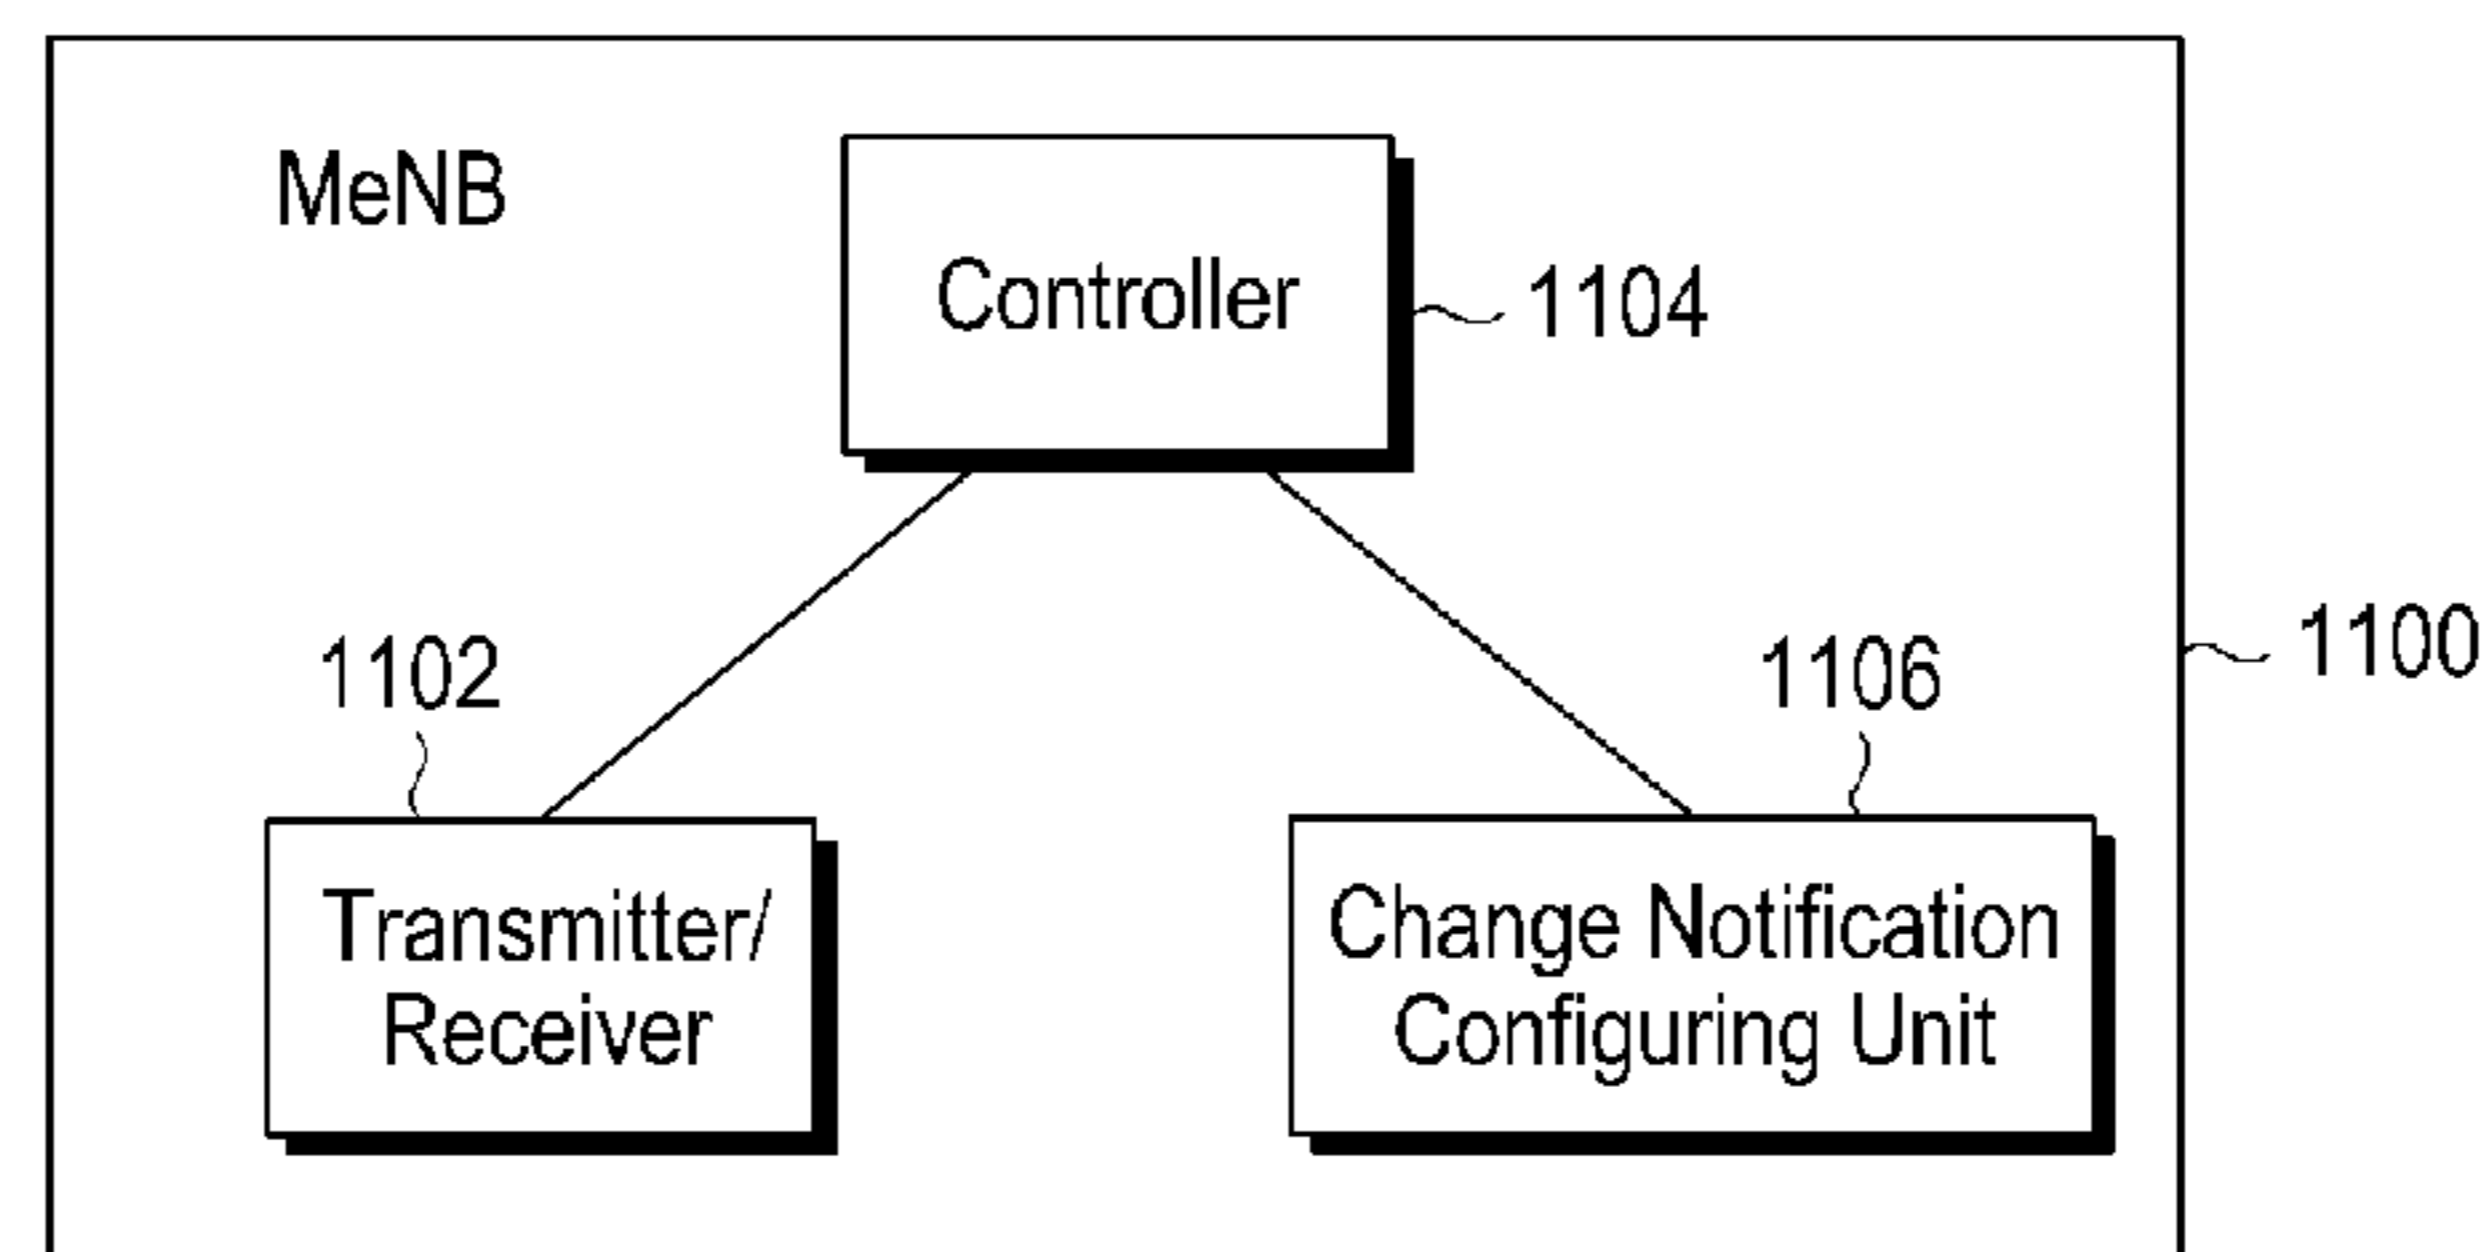 MeNB
Controller
1104
1102
1106
1100
Transmitter/
Receiver
Change Notification
Configuring Unit